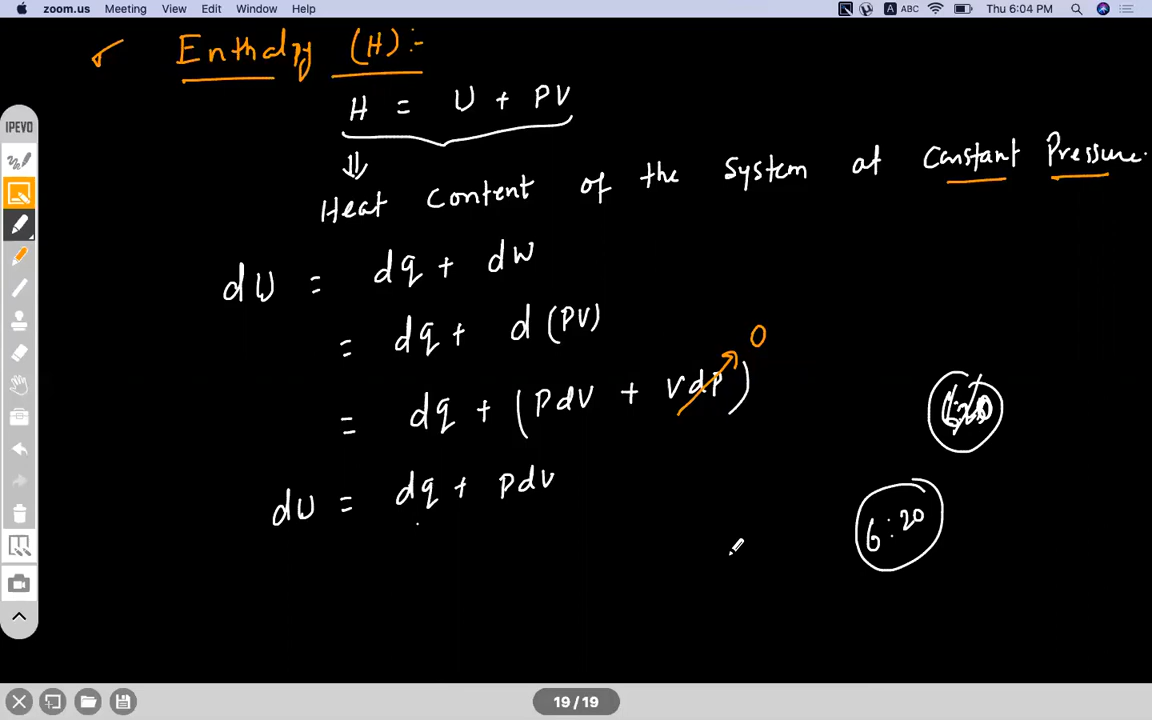 zoom.us Meeting View Edit Window Help ABC Thu 6:04 PM
Enthalpy (H):-
H = U + PV
IPEVO
⇓
Heat Content of the System at Constant Pressure.
dU = dq + dW
= dq + d(PV)
= dq + (PdV + VdP) 0
dU = dq + PdV
6:20
19 / 19